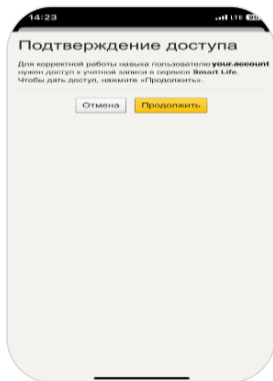 14:23
LTE
Подтверждение доступа
Для корректной работы навыка пользователю your.account
нужен доступ к учетной записи в сервисе Smart Life.
Чтобы дать доступ, нажмите «Продолжить».
Отмена Продолжить